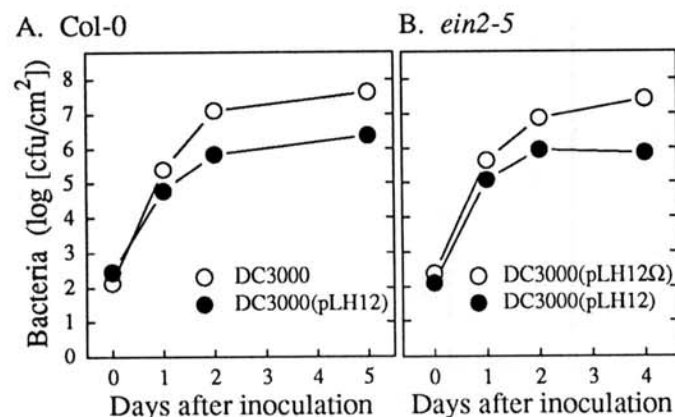 A. Col-0
B. ein2-5
Bacteria (log [cfu/cm²])
8
7
6
5
4
3
2
1
0
DC3000
DC3000(pLH12)
0 1 2 3 4 5
Days after inoculation
DC3000(pLH12Ω)
DC3000(pLH12)
0 1 2 3 4
Days after inoculation